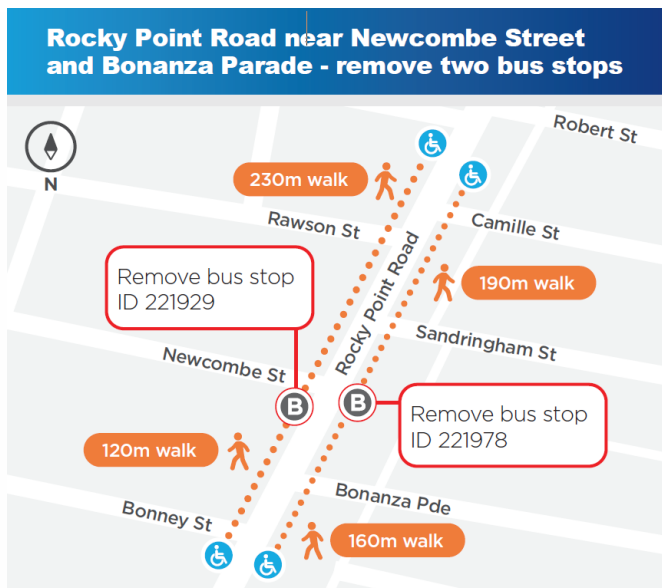 Rocky Point Road near Newcombe Street
and Bonanza Parade - remove two bus stops
N
Robert St
230m walk
Rawson St
Camille St
Rocky Point Road
Remove bus stop
ID 221929
190m walk
Sandringham St
Newcombe St
B
B
Remove bus stop
ID 221978
120m walk
Bonanza Pde
Bonney St
160m walk